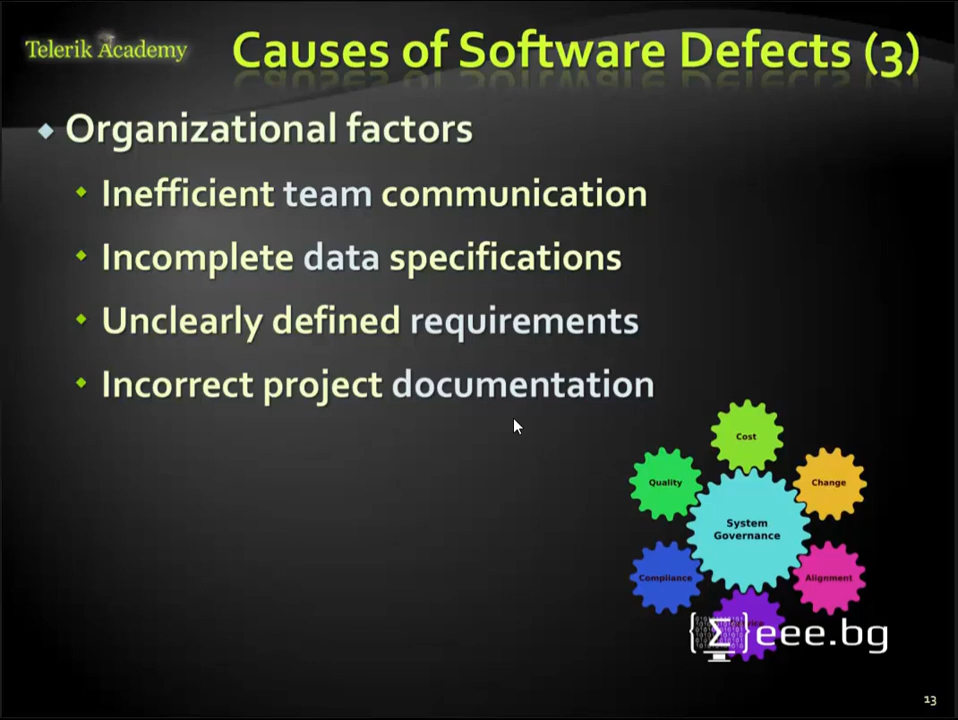 Telerik Academy
Causes of Software Defects (3)
Organizational factors
Inefficient team communication
Incomplete data specifications
Unclearly defined requirements
Incorrect project documentation
Cost
Quality
Change
System
Governance
Compliance
Alignment
{Σ}eee.bg
13